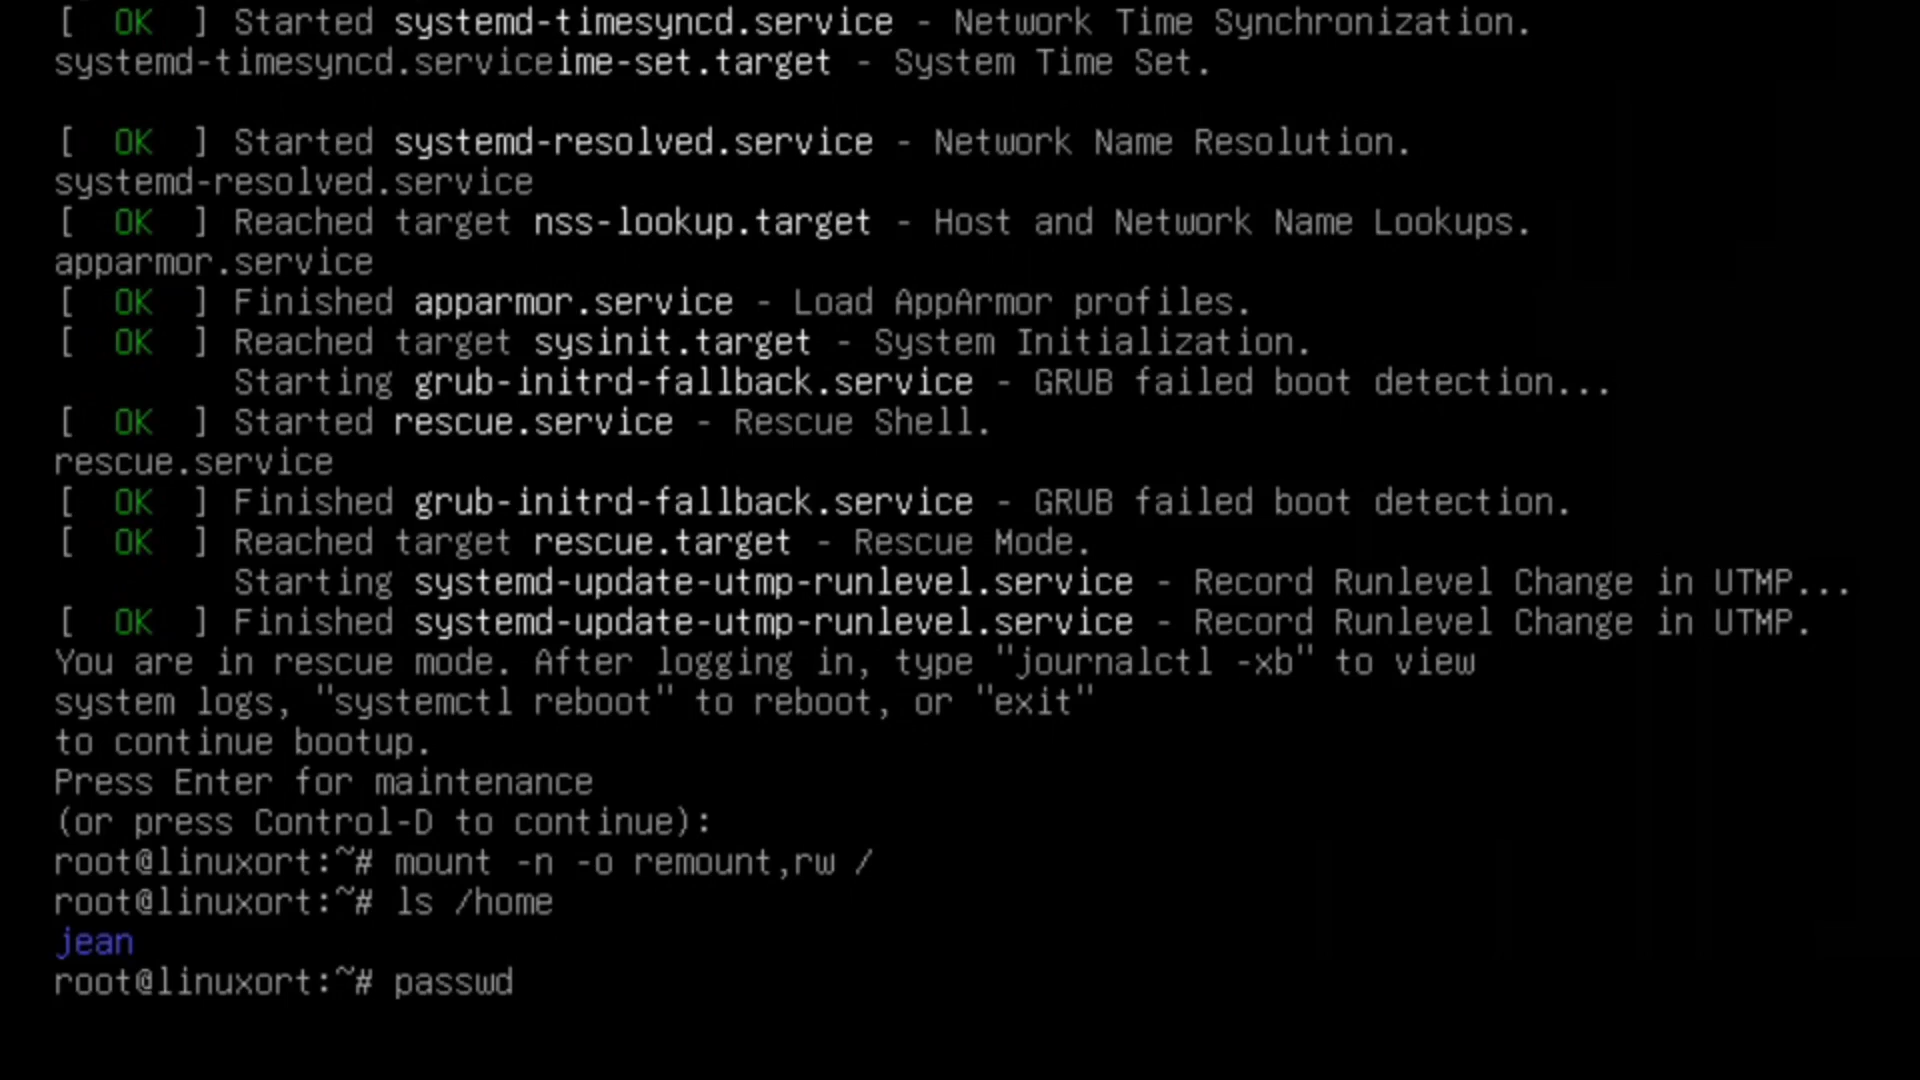 [  OK  ] Started systemd-timesyncd.service - Network Time Synchronization.
systemd-timesyncd.serviceime-set.target - System Time Set.
[  OK  ] Started systemd-resolved.service - Network Name Resolution.
systemd-resolved.service
[  OK  ] Reached target nss-lookup.target - Host and Network Name Lookups.
apparmor.service
[  OK  ] Finished apparmor.service - Load AppArmor profiles.
[  OK  ] Reached target sysinit.target - System Initialization.
Starting grub-initrd-fallback.service - GRUB failed boot detection...
[  OK  ] Started rescue.service - Rescue Shell.
rescue.service
[  OK  ] Finished grub-initrd-fallback.service - GRUB failed boot detection.
[  OK  ] Reached target rescue.target - Rescue Mode.
Starting systemd-update-utmp-runlevel.service - Record Runlevel Change in UTMP...
[  OK  ] Finished systemd-update-utmp-runlevel.service - Record Runlevel Change in UTMP.
You are in rescue mode. After logging in, type "journalctl -xb" to view
system logs, "systemctl reboot" to reboot, or "exit"
to continue bootup.
Press Enter for maintenance
(or press Control-D to continue):
root@linuxort:~# mount -n -o remount,rw /
root@linuxort:~# ls /home
jean
root@linuxort:~# passwd